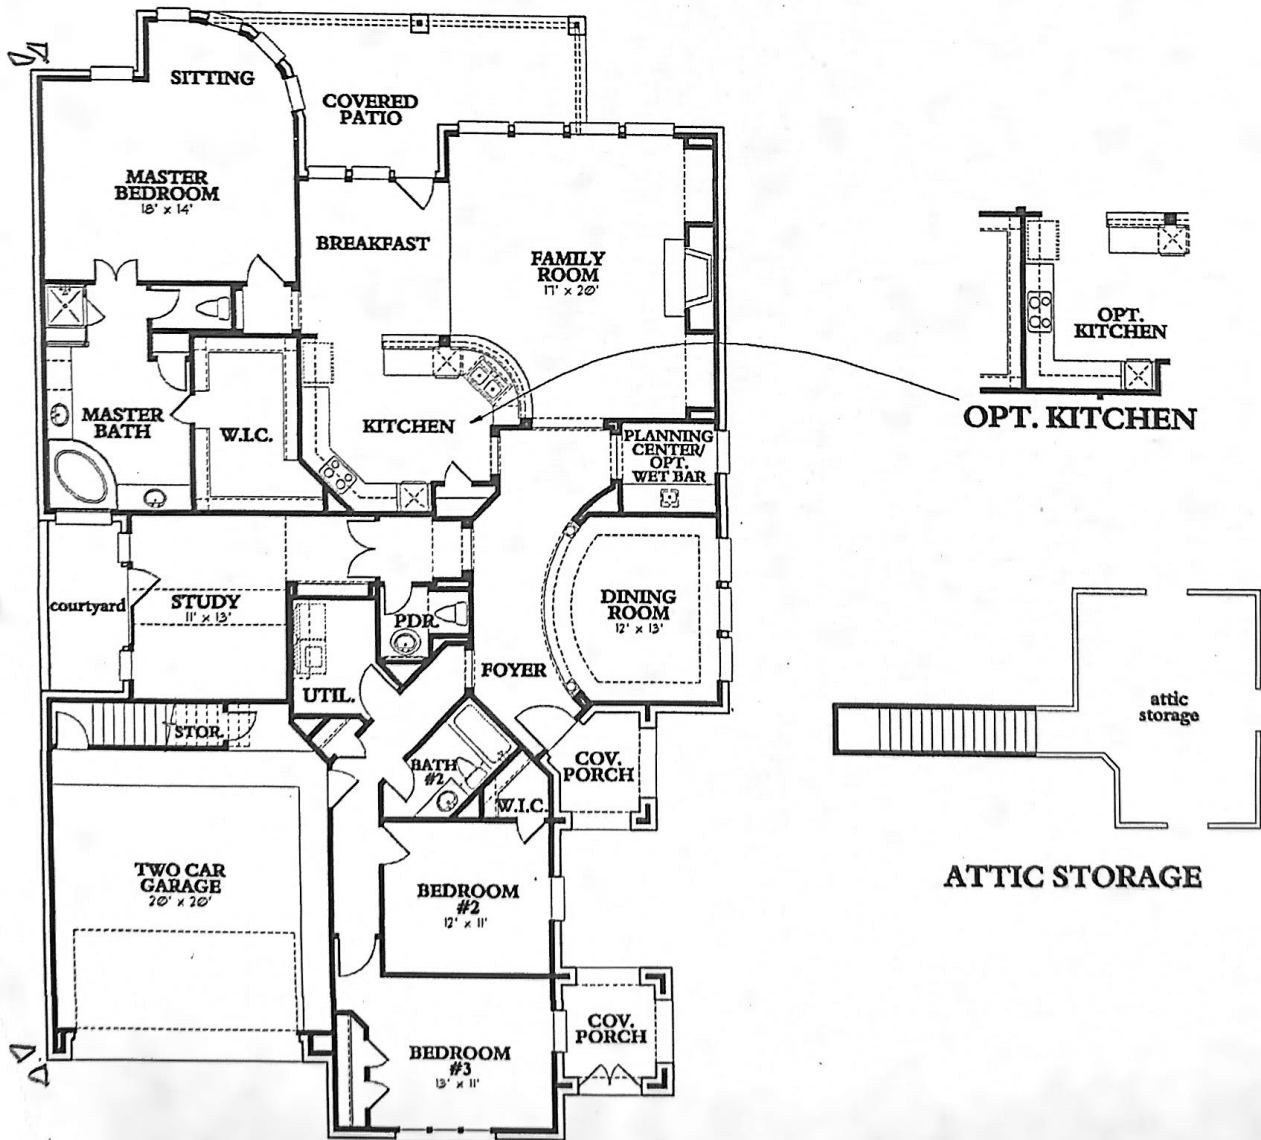 SITTING
COVERED
PATIO
MASTER
BEDROOM
18' x 14'
BREAKFAST
FAMILY
ROOM
17' x 20'
OPT.
KITCHEN
OPT. KITCHEN
MASTER
BATH
W.I.C.
KITCHEN
PLANNING
CENTER/
OPT.
WET BAR
courtyard
STUDY
11' x 13'
PDR.
DINING
ROOM
12' x 13'
UTIL.
FOYER
STOR.
BATH
#2
W.I.C.
COV.
PORCH
attic
storage
ATTIC STORAGE
TWO CAR
GARAGE
20' x 20'
BEDROOM
#2
12' x 11'
BEDROOM
#3
13' x 11'
COV.
PORCH